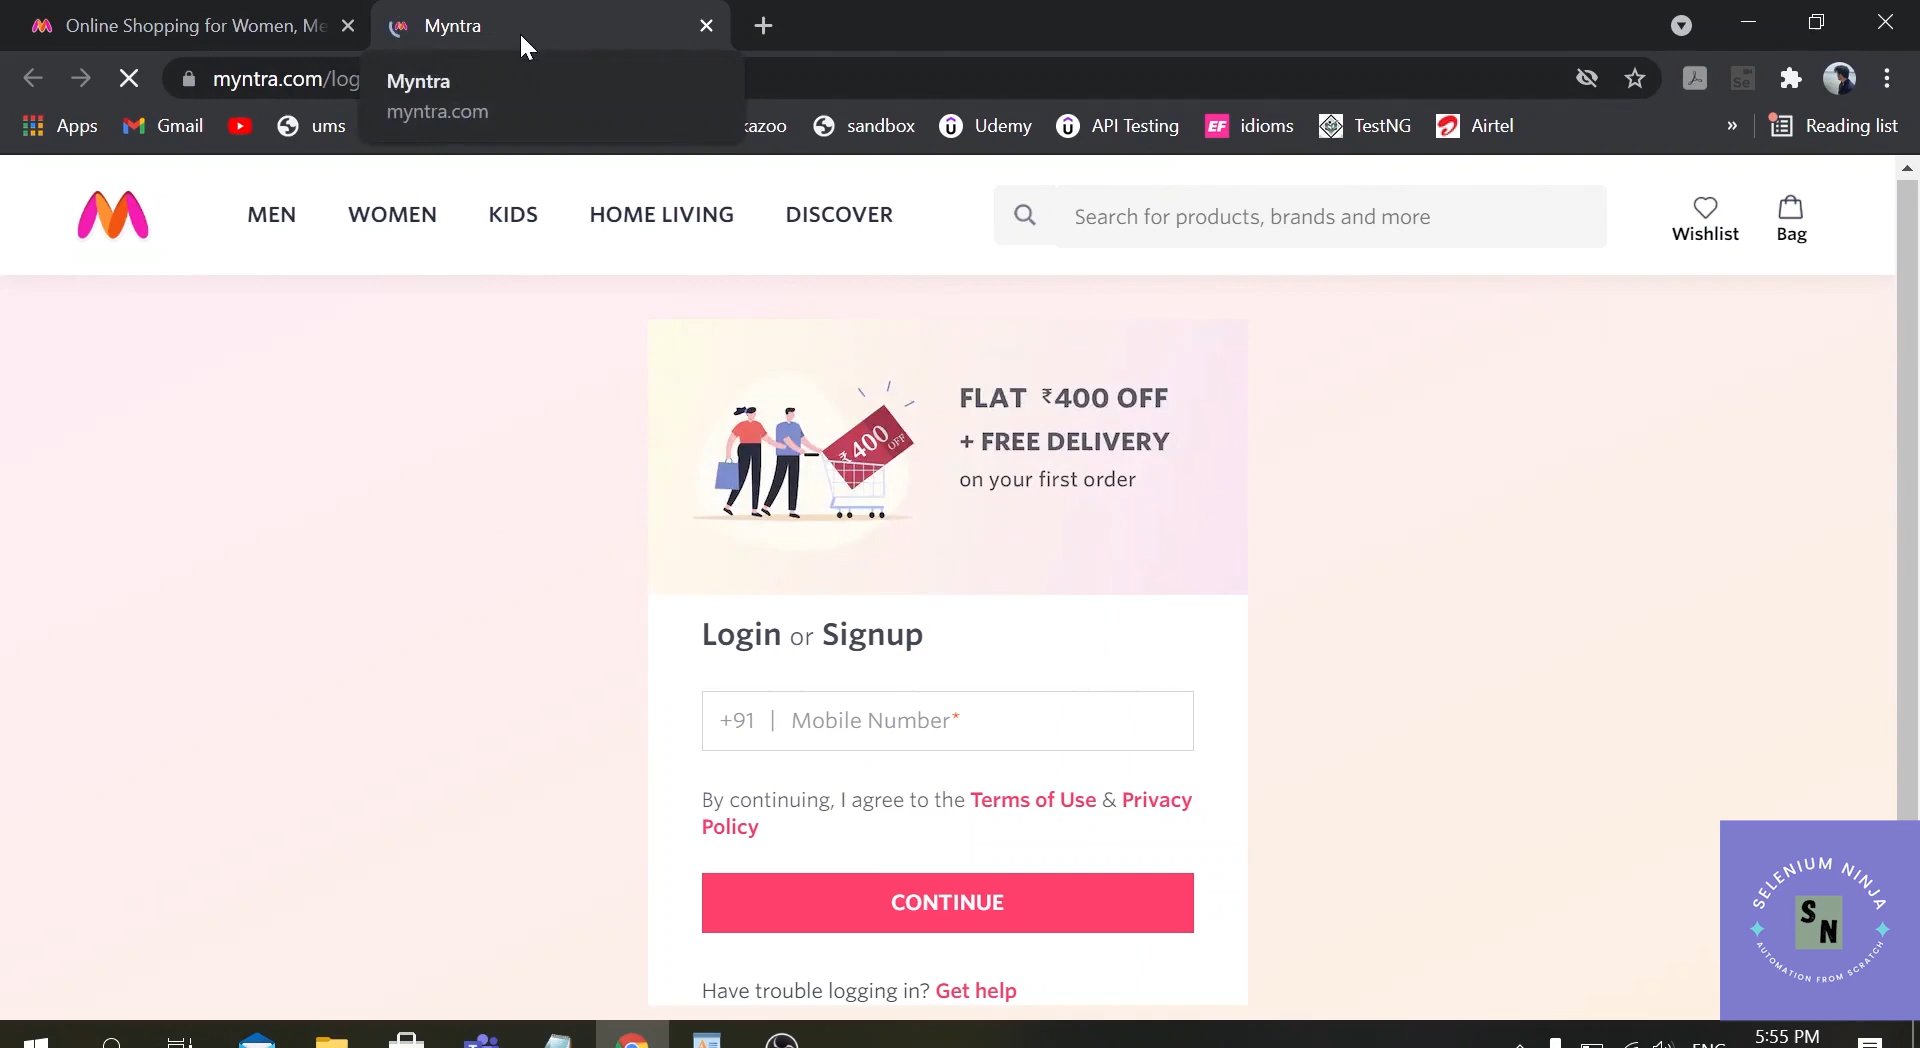 Online Shopping for Women, Me
Myntra
myntra.com/log
Myntra
myntra.com
Apps
Gmail
ums
kazoo
sandbox
Udemy
API Testing
EF idioms
TestNG
Airtel
»
Reading list
MEN
WOMEN
KIDS
HOME LIVING
DISCOVER
Search for products, brands and more
Wishlist
Bag
₹400 OFF
FLAT ₹400 OFF
+ FREE DELIVERY
on your first order
Login or Signup
+91 | Mobile Number*
By continuing, I agree to the Terms of Use & Privacy
Policy
CONTINUE
Have trouble logging in? Get help
SELENIUM NINJA
SN
AUTOMATION FROM SCRATCH
ENG
5:55 PM